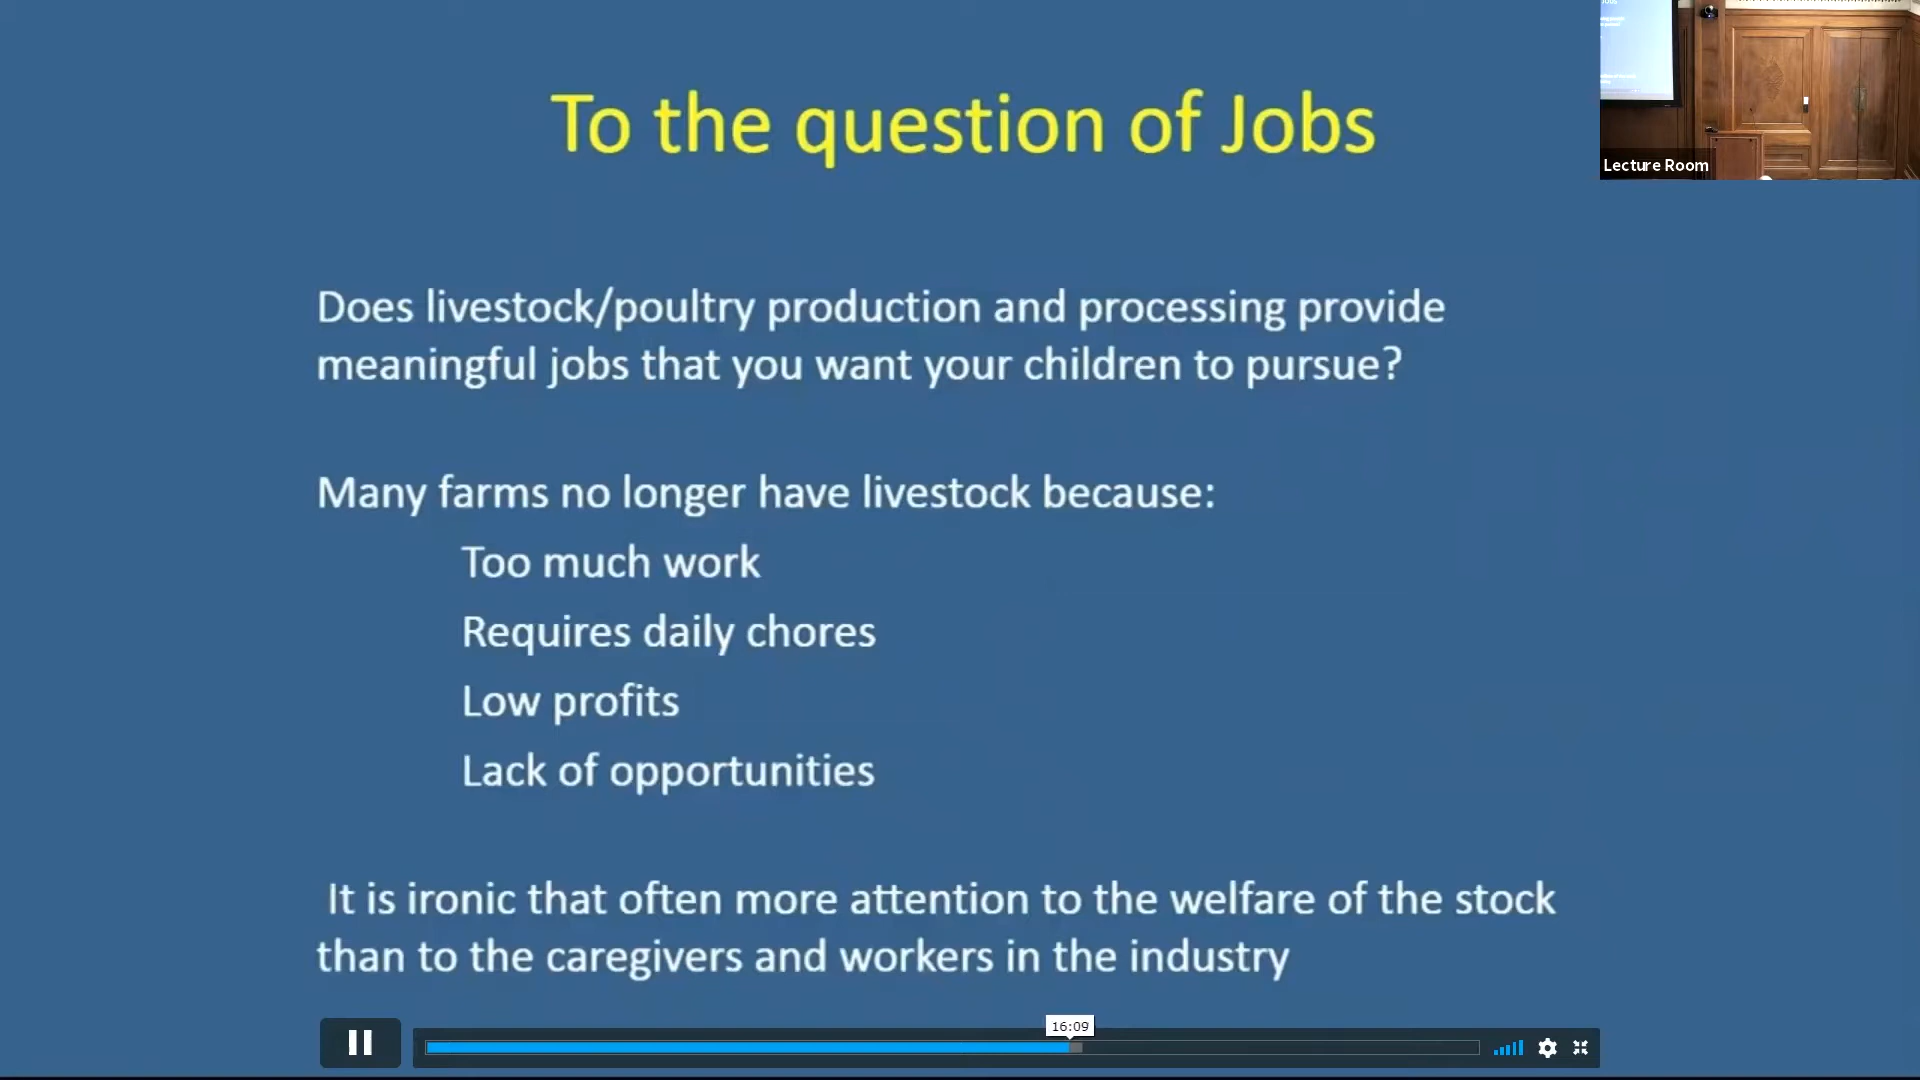 To the question of Jobs
Lecture Room
Does livestock/poultry production and processing provide
meaningful jobs that you want your children to pursue?
Many farms no longer have livestock because:
Too much work
Requires daily chores
Low profits
Lack of opportunities
It is ironic that often more attention to the welfare of the stock
than to the caregivers and workers in the industry
16:09